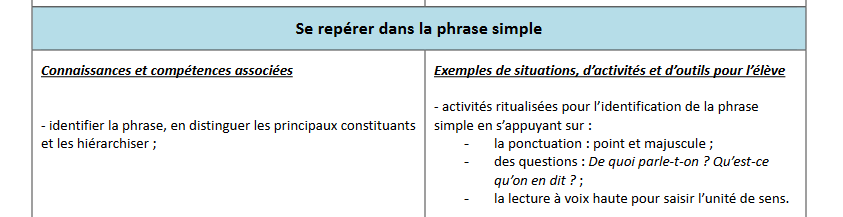 Se repérer dans la phrase simple
Connaissances et compétences associées
- identifier la phrase, en distinguer les principaux constituants
et les hiérarchiser ;
Exemples de situations, d’activités et d’outils pour l’élève
- activités ritualisées pour l’identification de la phrase
simple en s’appuyant sur :
- la ponctuation : point et majuscule ;
- des questions : De quoi parle-t-on ? Qu’est-ce
qu’on en dit ? ;
- la lecture à voix haute pour saisir l’unité de sens.